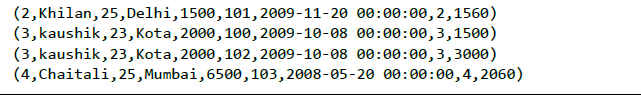 (2,Khilan,25,Delhi,1500,101,2009-11-20 00:00:00,2,1560)
(3,kaushik,23,Kota,2000,100,2009-10-08 00:00:00,3,1500)
(3,kaushik,23,Kota,2000,102,2009-10-08 00:00:00,3,3000)
(4,Chaitali,25,Mumbai,6500,103,2008-05-20 00:00:00,4,2060)